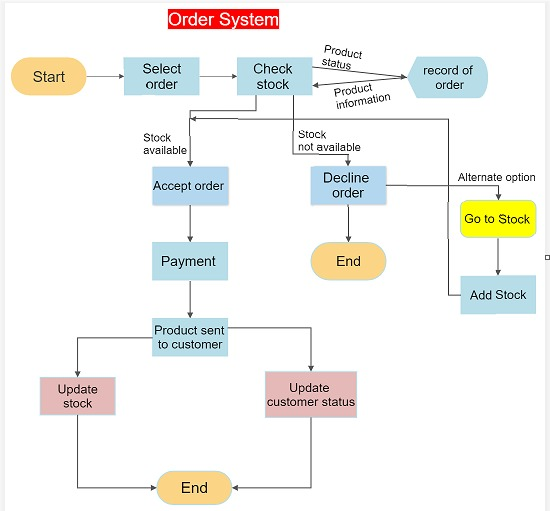 Order System
Start
Select
order
Check
stock
Product
status
Product
information
record of
order
Stock
available
Stock
not available
Accept order
Decline
order
Alternate option
Go to Stock
Payment
End
Add Stock
Product sent
to customer
Update
stock
Update
customer status
End